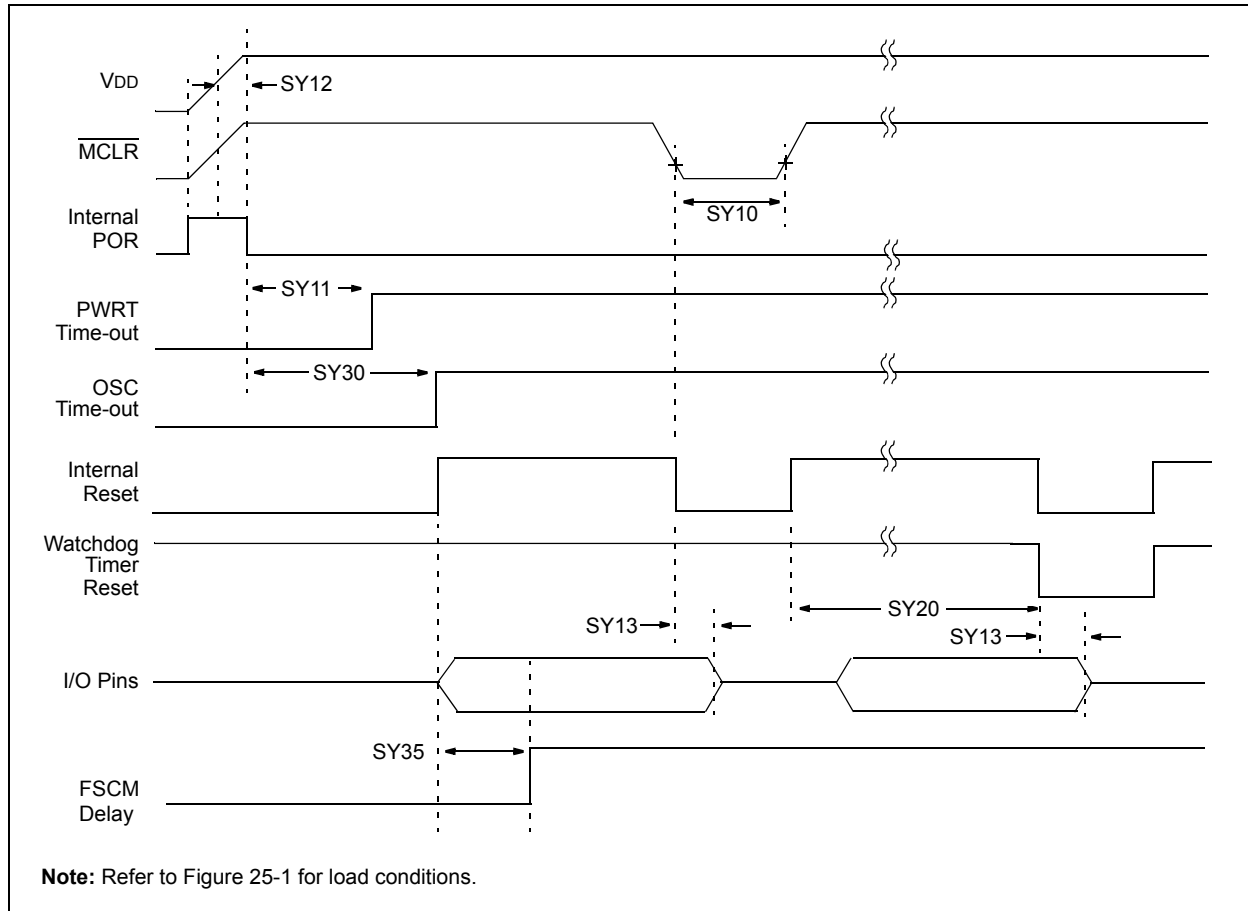 VDD
SY12
MCLR
SY10
Internal
POR
SY11
PWRT
Time-out
SY30
OSC
Time-out
Internal
Reset
Watchdog
Timer
Reset
SY20
SY13
SY13
I/O Pins
SY35
FSCM
Delay
Note: Refer to Figure 25-1 for load conditions.